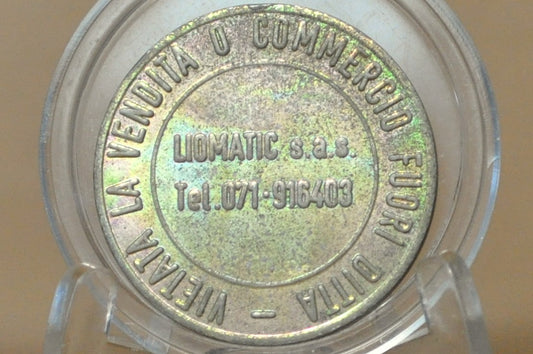 VIETATA LA VENDITA O COMMERCIO FUORI DITTA -
LIOMATIC s.a.s.
Tel.071-916403